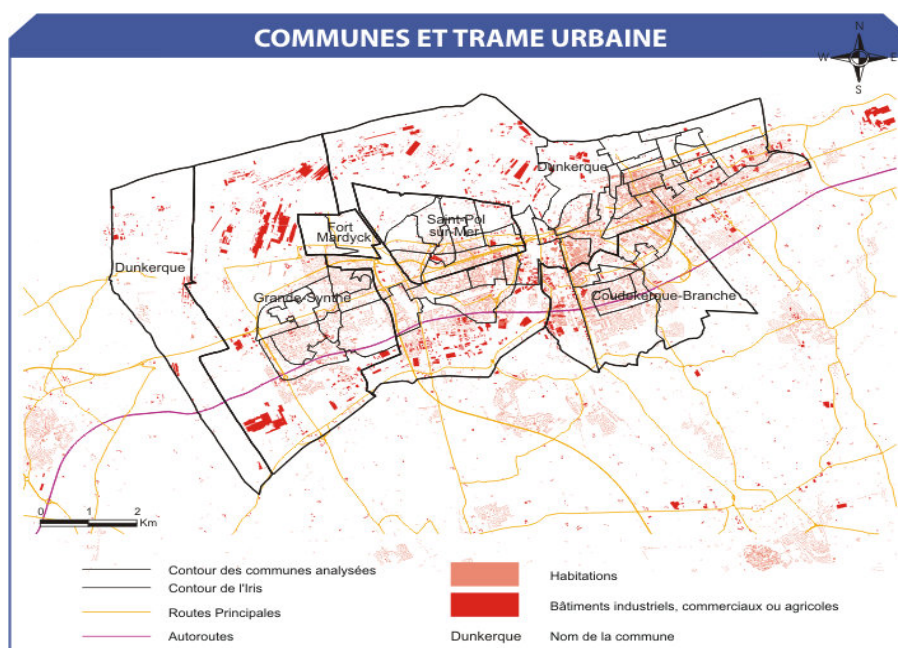 COMMUNES ET TRAME URBAINE
N
W E
S
Dunkerque
Fort
Mardyck
Saint-Pol
sur-Mer
Dunkerque
Grande-Synthe
Coudekerque-Branche
0 1 2
Km
Contour des communes analysées
Contour de l'Iris
Routes Principales
Autoroutes
Habitations
Bâtiments industriels, commerciaux ou agricoles
Dunkerque Nom de la commune